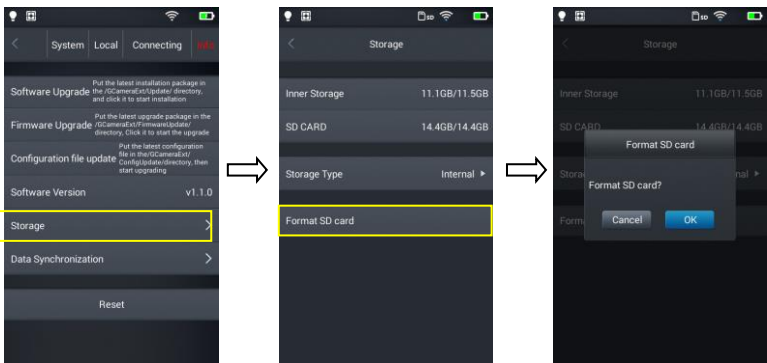 System Local Connecting Info
Software Upgrade
Put the latest installation package in
the /GCameraExt/Update/ directory,
and click it to start installation
Firmware Upgrade
Put the latest upgrade package in the
/GCameraExt/FirmwareUpdate/
directory, Click it to start the upgrade
Configuration file update
Put the latest configuration
file in the/GCameraExt/
ConfigUpdate/directory, then
start upgrading
Software Version v1.1.0
Storage
Data Synchronization
Reset
SD
Storage
Inner Storage 11.1GB/11.5GB
SD CARD 14.4GB/14.4GB
Storage Type Internal
Format SD card
SD
Storage
Inner Storage 11.1GB/11.5GB
SD CARD 14.4GB/14.4GB
Format SD card
Format SD card?
Cancel OK